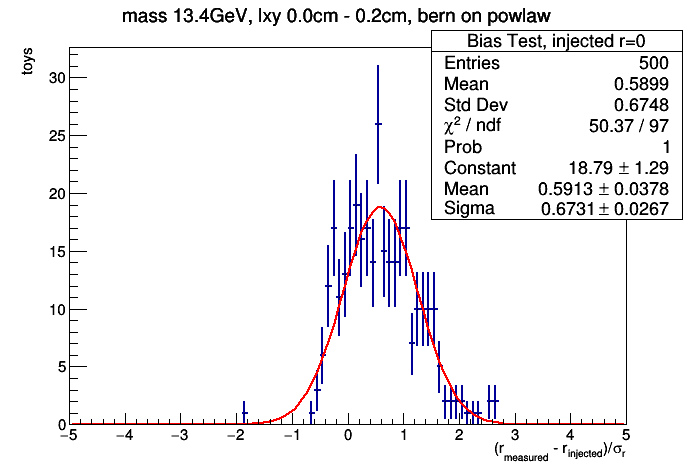 mass 13.4GeV, lxy 0.0cm - 0.2cm, bern on powlaw
Bias Test, injected r=0
Entries 500
Mean 0.5899
Std Dev 0.6748
χ² / ndf 50.37 / 97
Prob 1
Constant 18.79 ± 1.29
Mean 0.5913 ± 0.0378
Sigma 0.6731 ± 0.0267
toys
30
25
20
15
10
5
0
−5 −4 −3 −2 −1 0 1 2 3 4 5
(r_measured - r_injected)/σ_r